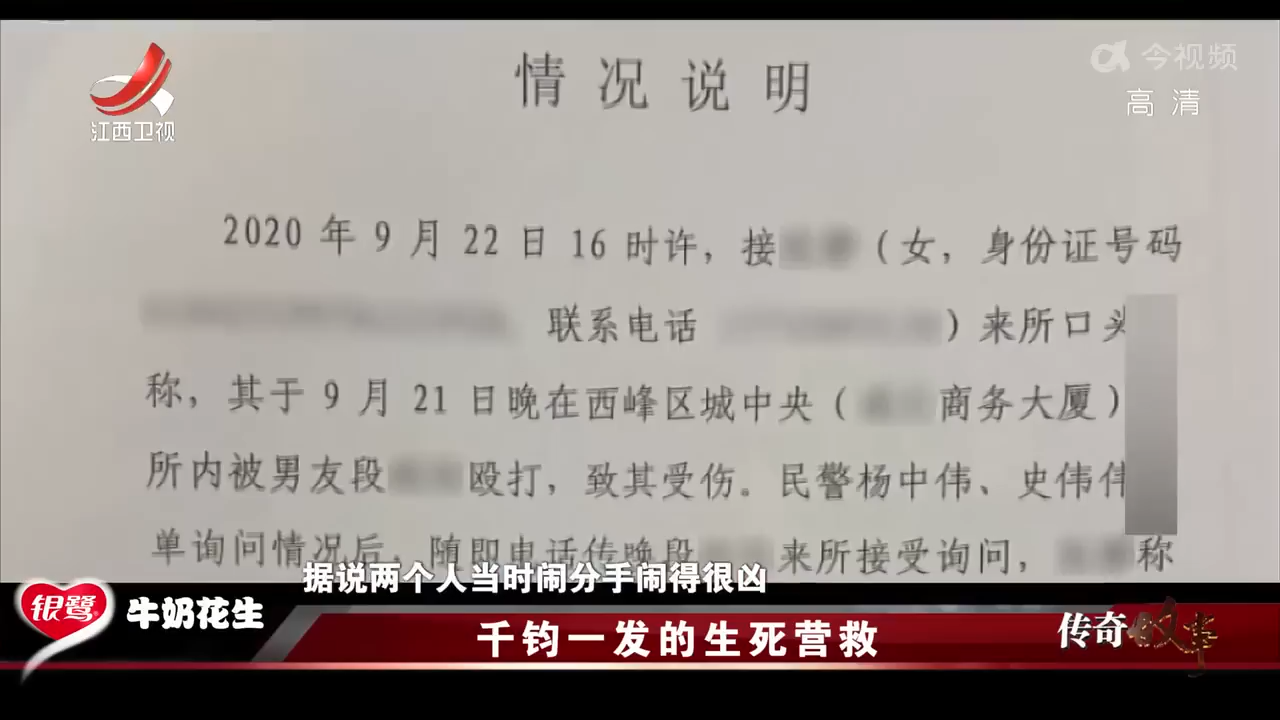 江西卫视
今视频
高清
情况说明
2020 年 9 月 22 日 16 时许，接（女，身份证号码
联系电话）来所口头
称，其于 9 月 21 日晚在西峰区城中央（商务大厦）
所内被男友段殴打，致其受伤。民警杨中伟、史伟伟
单询问情况后，随即电话传唤段来所接受询问，称
据说两个人当时闹分手闹得很凶
银鹭
牛奶花生
千钧一发的生死营救
传奇故事